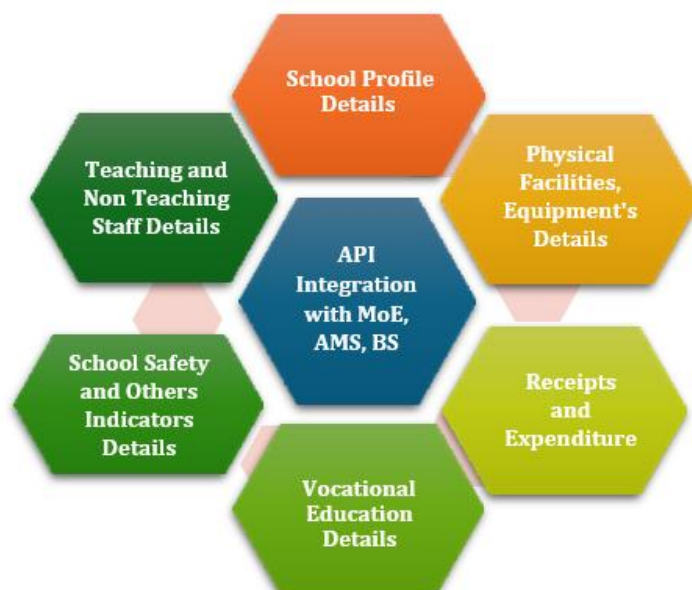 School Profile
Details
Physical
Facilities,
Equipment's
Details
Receipts
and
Expenditure
Vocational
Education
Details
School Safety
and Others
Indicators
Details
Teaching and
Non Teaching
Staff Details
API
Integration
with MoE,
AMS, BS